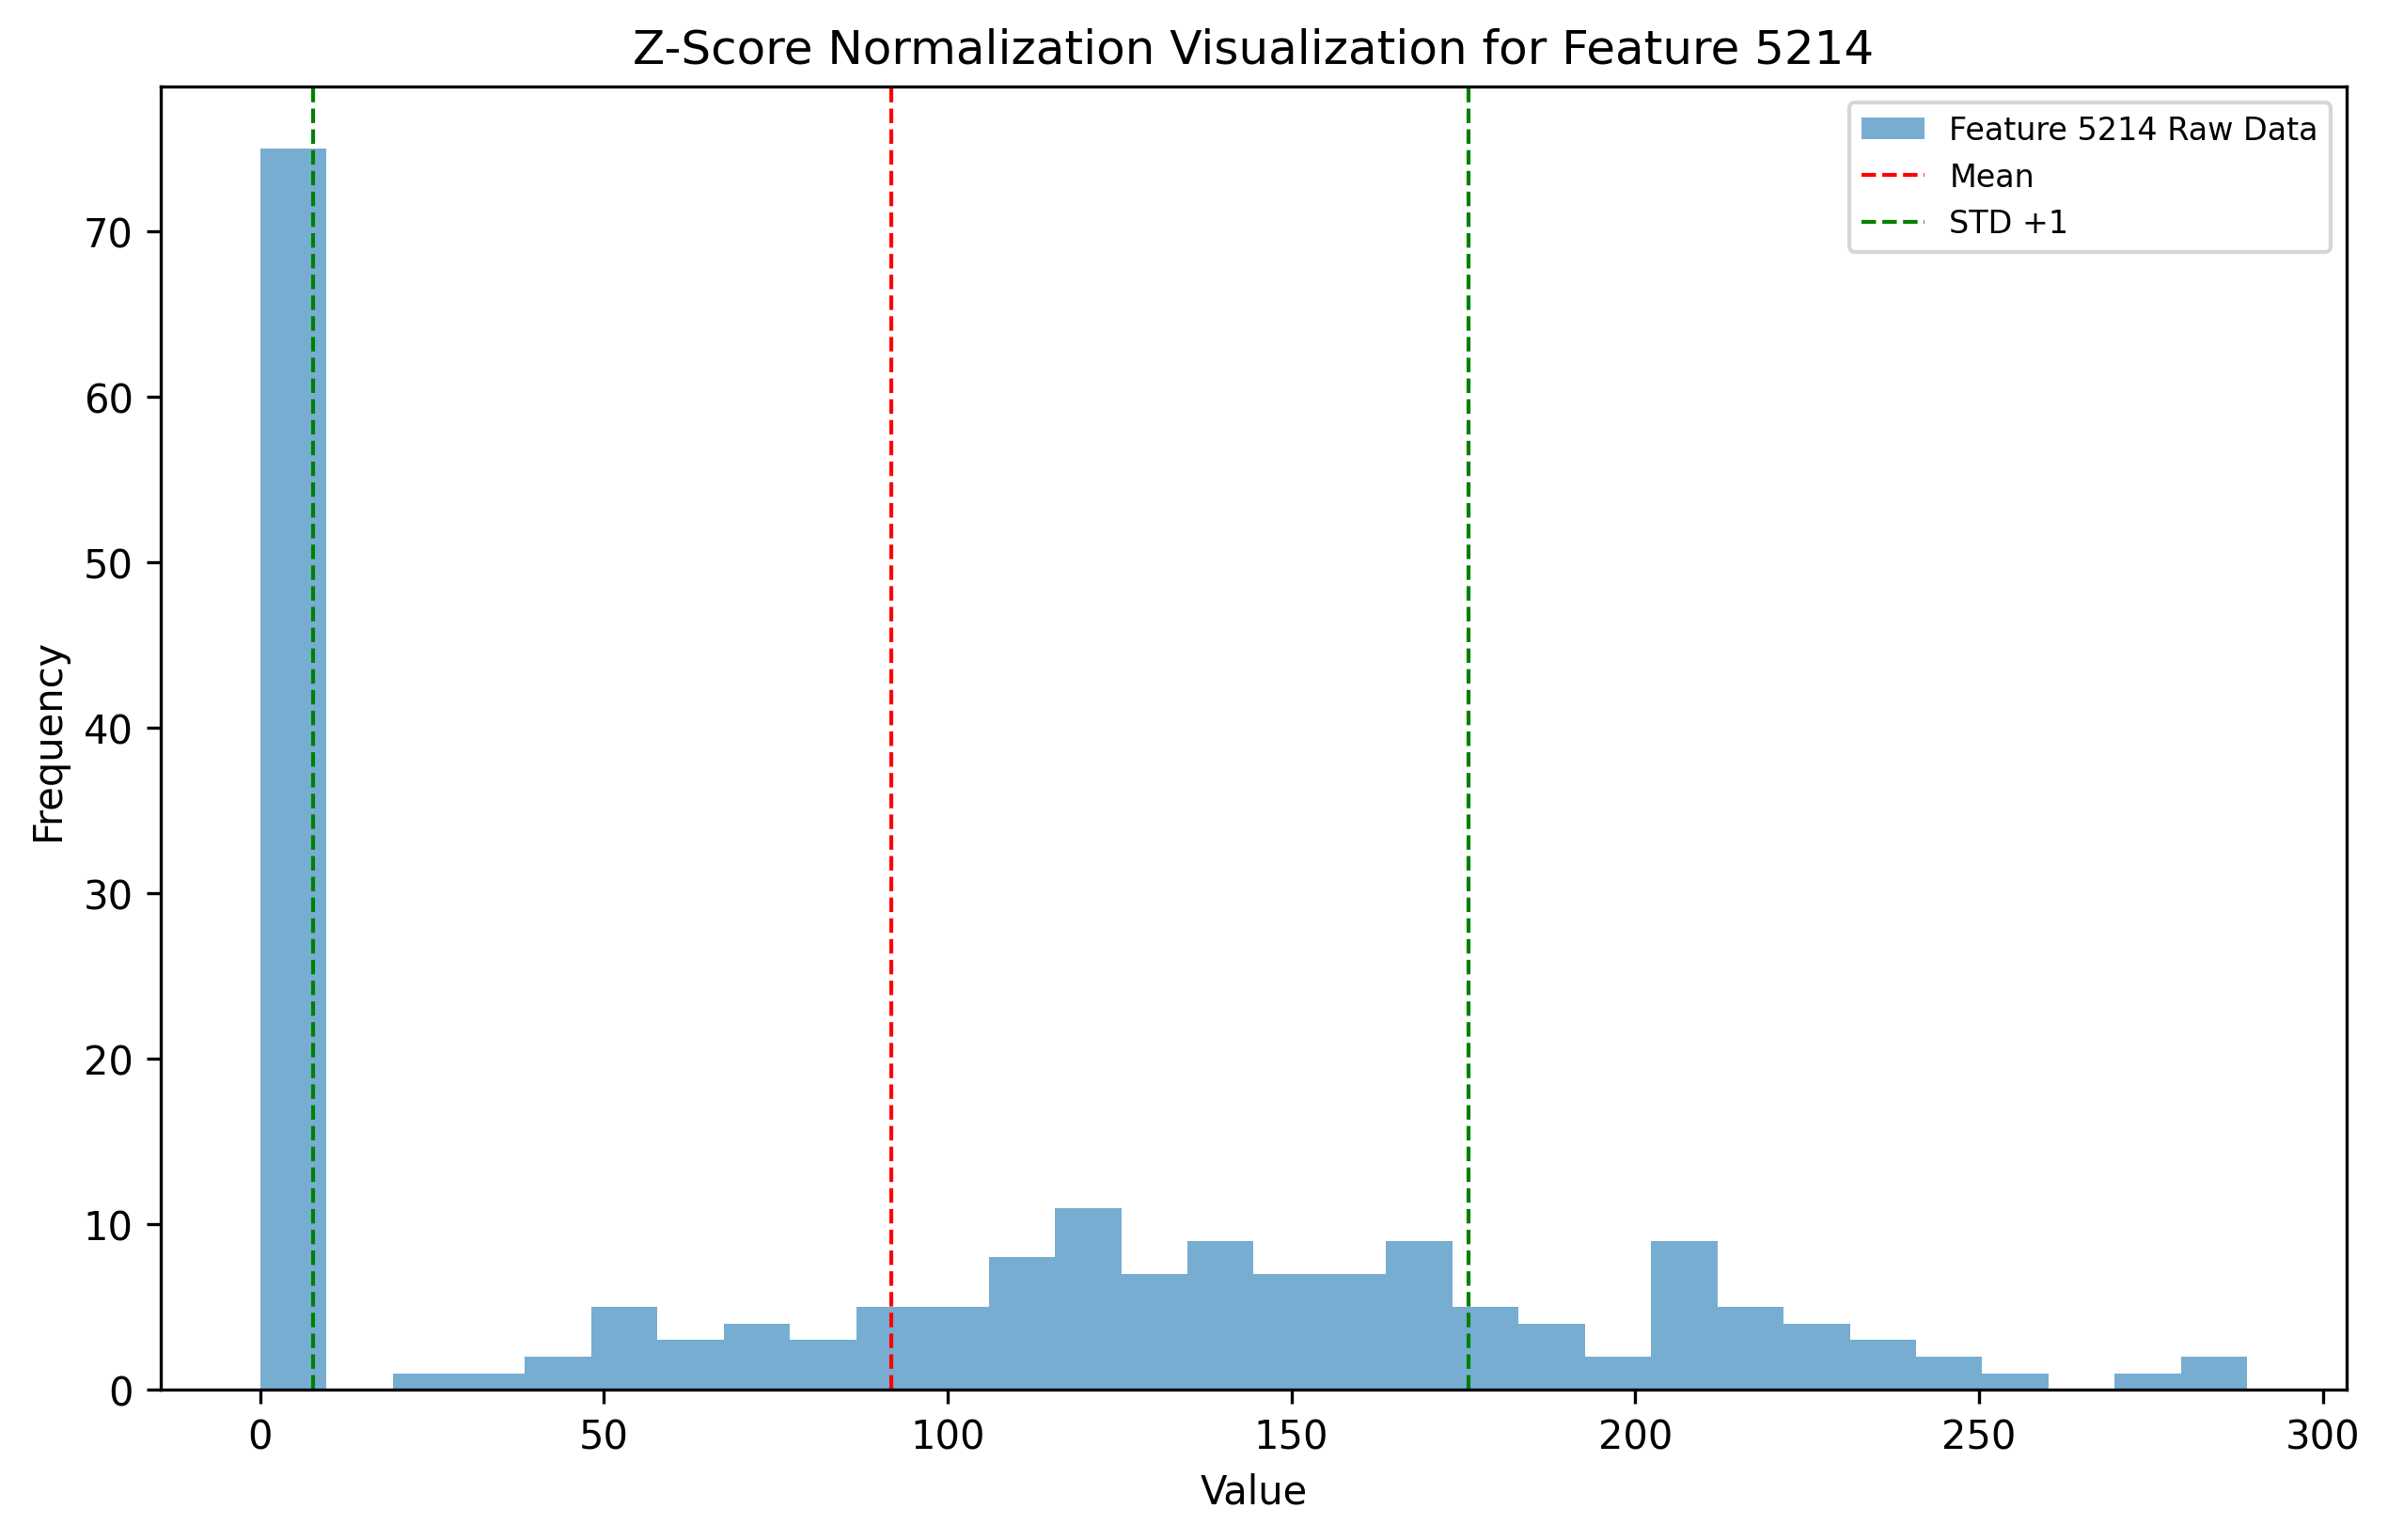 Z-Score Normalization Visualization for Feature 5214
Feature 5214 Raw Data
Mean
STD +1
70
60
50
40
30
20
10
0
Frequency
0 50 100 150 200 250 300
Value